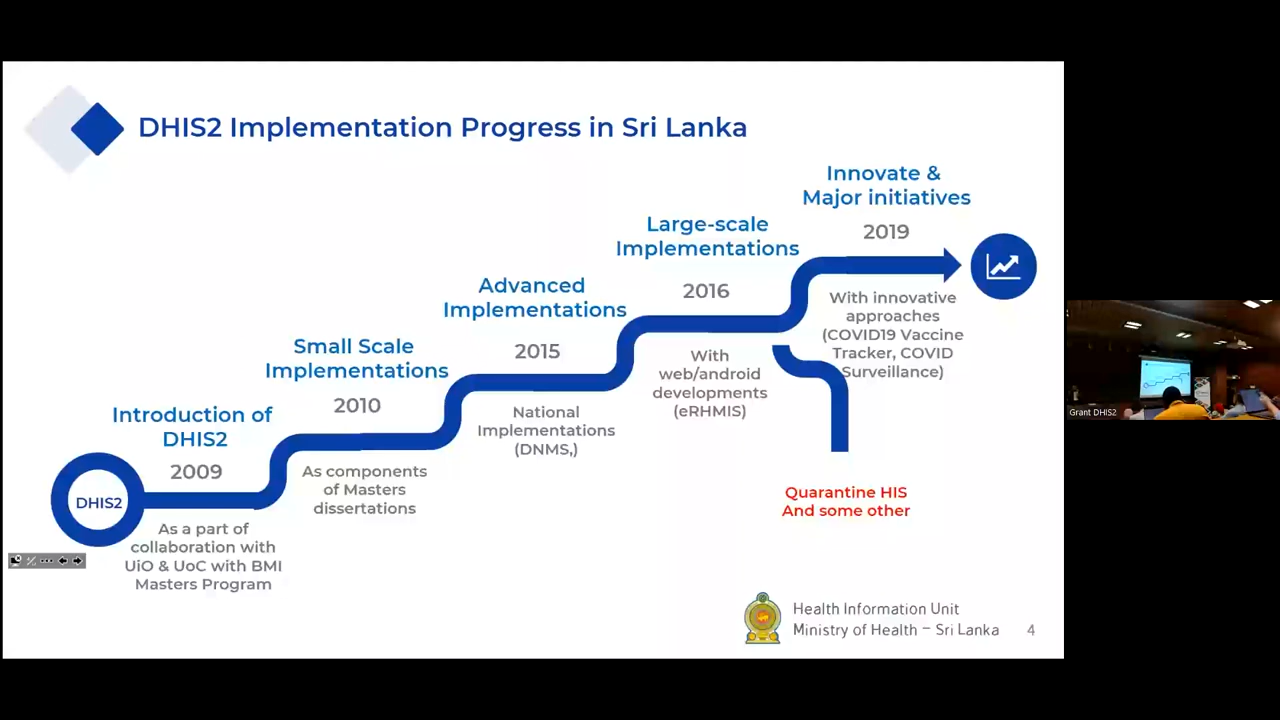 DHIS2 Implementation Progress in Sri Lanka
DHIS2
Introduction of
DHIS2
2009
As a part of
collaboration with
UiO & UoC with BMI
Masters Program
Small Scale
Implementations
2010
As components
of Masters
dissertations
Advanced
Implementations
2015
National
Implementations
(DNMS,)
Large-scale
Implementations
2016
With
web/android
developments
(eRHMIS)
Innovate &
Major initiatives
2019
With innovative
approaches
(COVID19 Vaccine
Tracker, COVID
Surveillance)
Quarantine HIS
And some other
Health Information Unit
Ministry of Health – Sri Lanka
4
Grant DHIS2